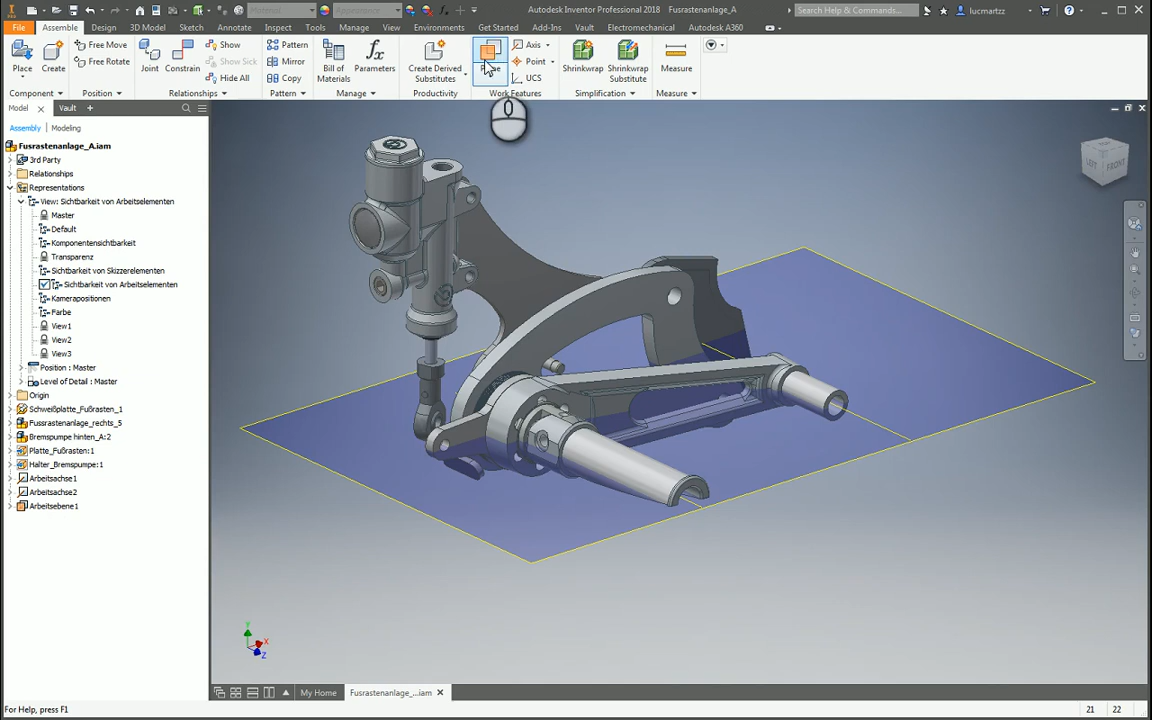 Material
Appearance
Autodesk Inventor Professional 2018 Fusrastenanlage_A
Search Help & Commands...
lucmartzz
File Assemble Design 3D Model Sketch Annotate Inspect Tools Manage View Environments Get Started Vault Electromechanical Autodesk A360
Place
Create
Free Move
Free Rotate
Component
Joint
Constrain
Show
Show Sick
Hide All
Relationships
Pattern
Mirror
Copy
Pattern
Bill of Materials
Parameters
Manage
Create Derived Substitutes
Productivity
Axis
Point
UCS
Work Features
Shrinkwrap
Shrinkwrap Substitute
Simplification
Measure
Measure
Model Vault +
Assembly Modeling
Fusrastenanlage_A.iam
3rd Party
Relationships
Representations
View: Sichtbarkeit von Arbeitselementen
Master
Default
Komponentensichtbarkeit
Transparenz
Sichtbarkeit von Skizzerelementen
Sichtbarkeit von Arbeitselementen
Kamerapositionen
Farbe
View1
View2
View3
Position : Master
Level of Detail : Master
Origin
Schweißplatte_Fußrasten_1
Fussrastenanlage_rechts_5
Bremspumpe hinten_A:2
Platte_Fußrasten:1
Halter_Bremspumpe:1
Arbeitsachse1
Arbeitsachse2
Arbeitsebene1
LEFT FRONT
Y
X
Z
My Home
Fusrastenanlage_...iam
For Help, press F1
21 22